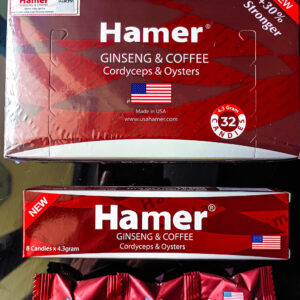 NEW
+30%
Stronger
Hamer®
GINSENG & COFFEE
Cordyceps & Oysters
Made in USA
www.usahamer.com
4.3 Gram
32
CANDIES
NEW
Hamer®
GINSENG & COFFEE
Cordyceps & Oysters
8 Candies x 4.3gram